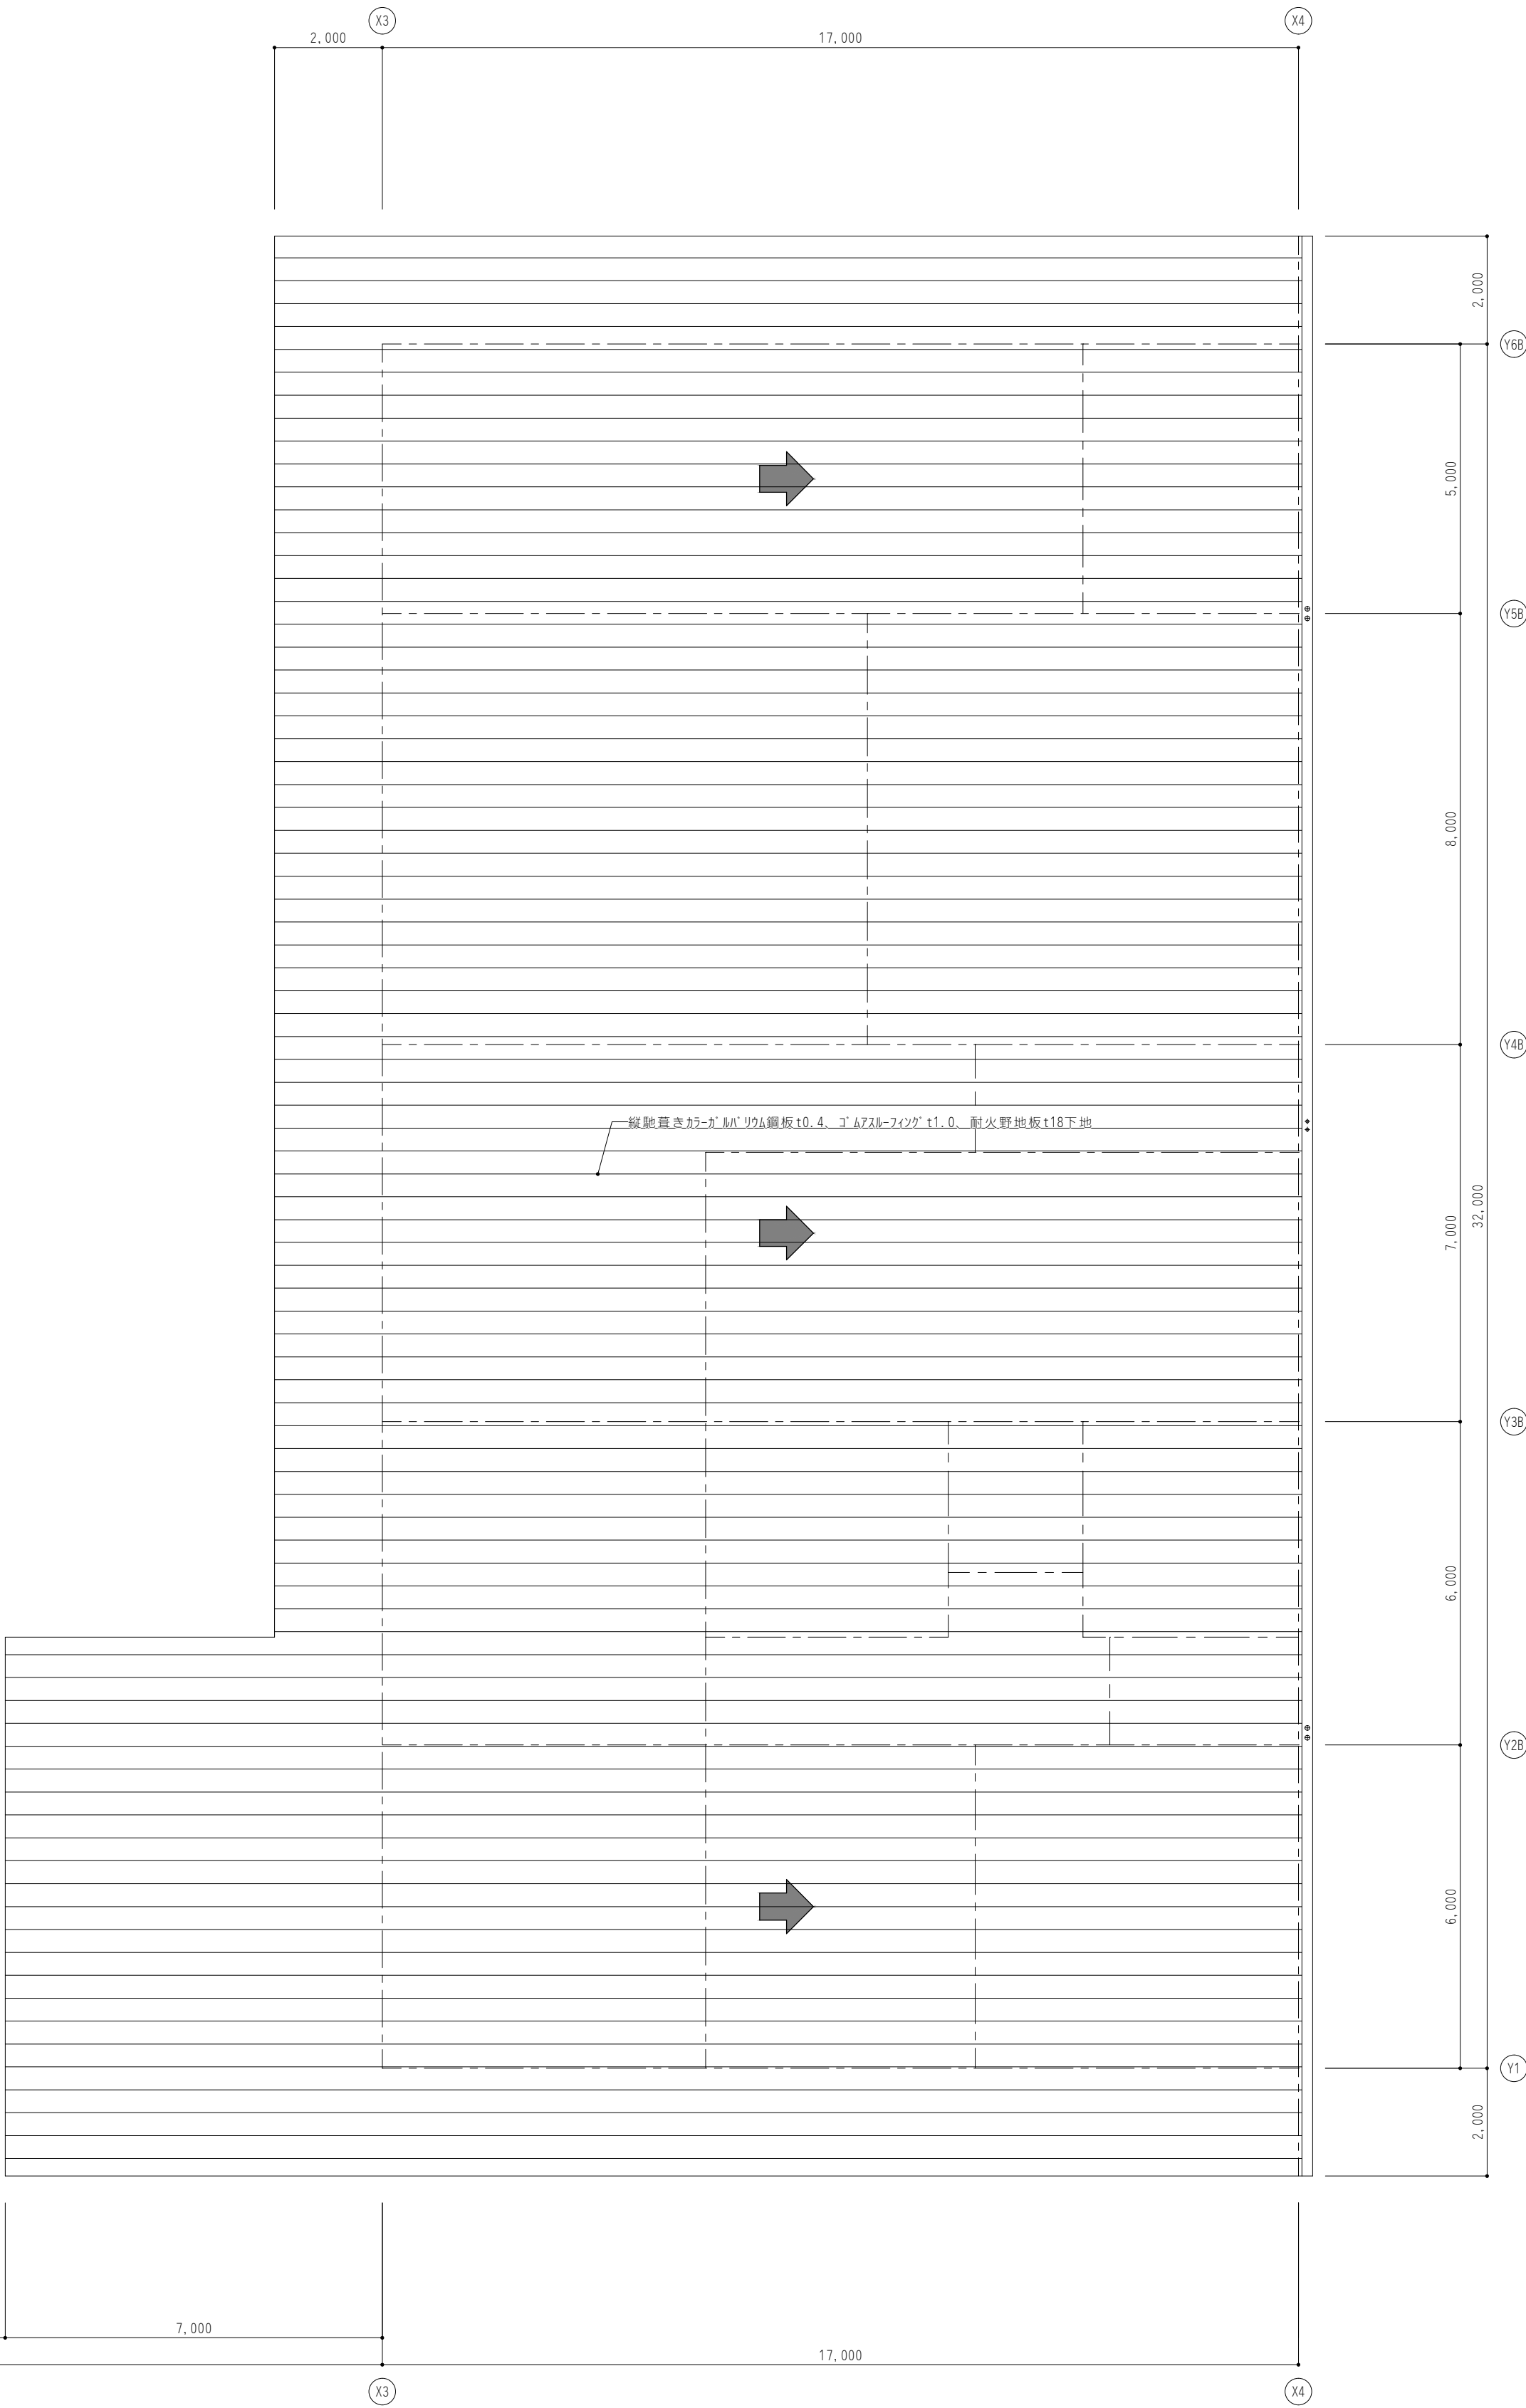 X3
X4
2,000
17,000
2,000
Y6B
5,000
Y5B
8,000
Y4B
縦馳葺きｶﾗｰｶﾞﾙﾊﾞﾘｳﾑ鋼板t0.4、ｺﾞﾑｱｽﾙｰﾌｨﾝｸﾞt1.0、耐火野地板t18下地
7,000
32,000
Y3B
6,000
Y2B
6,000
Y1
2,000
7,000
17,000
X3
X4